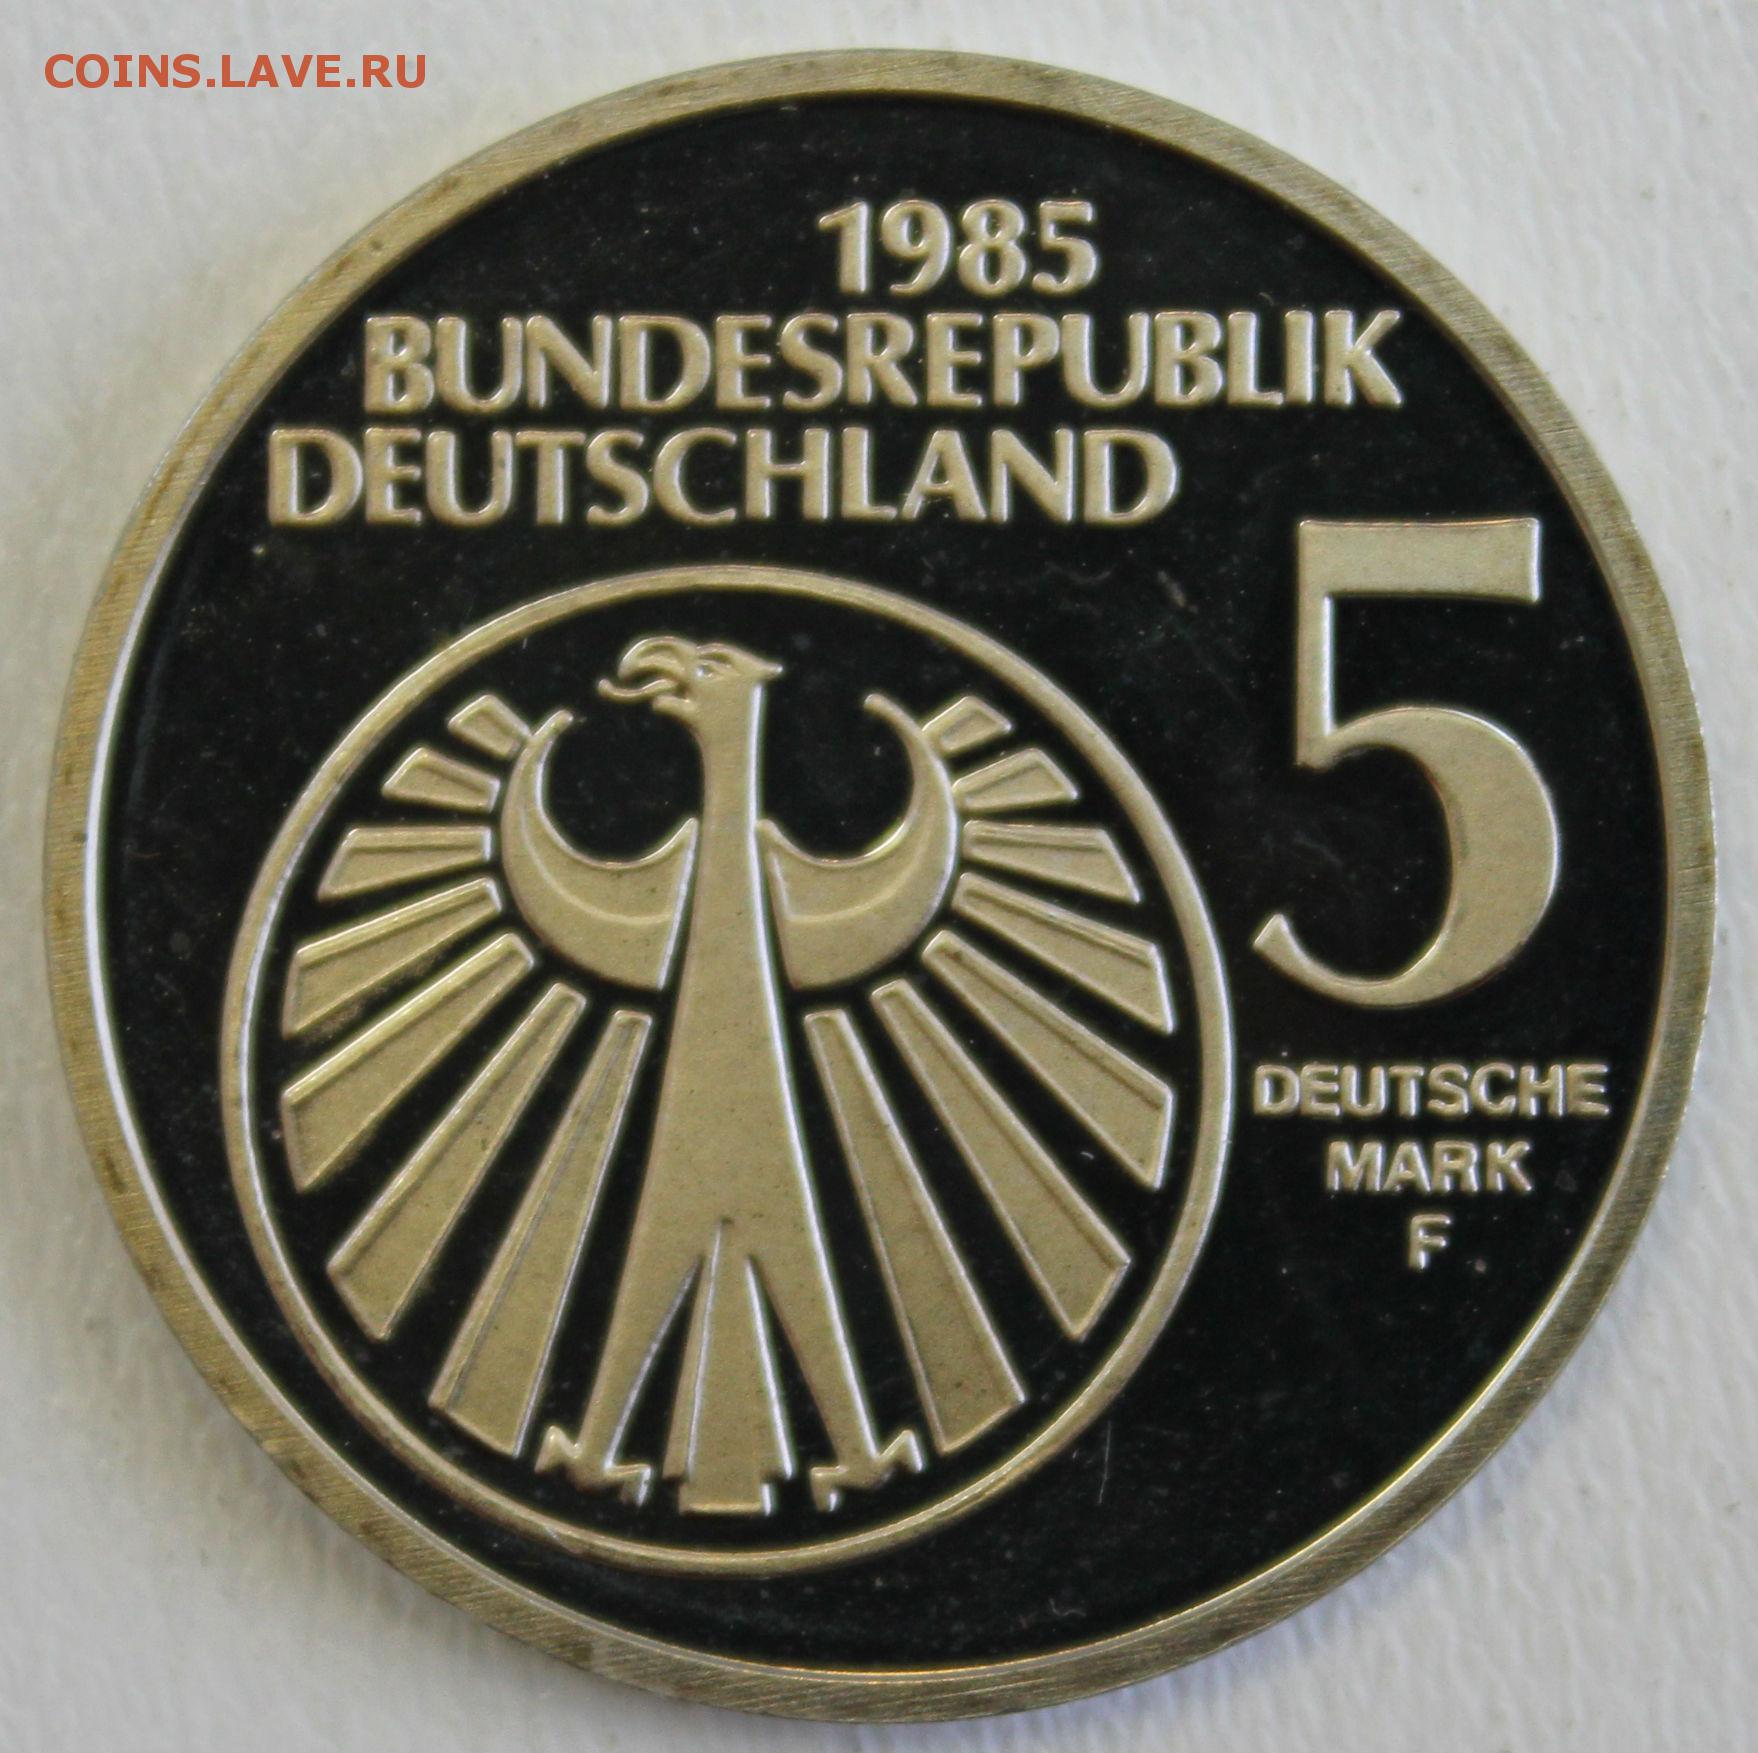 COINS.LAVE.RU
1985
BUNDESREPUBLIK
DEUTSCHLAND
5
DEUTSCHE
MARK
F